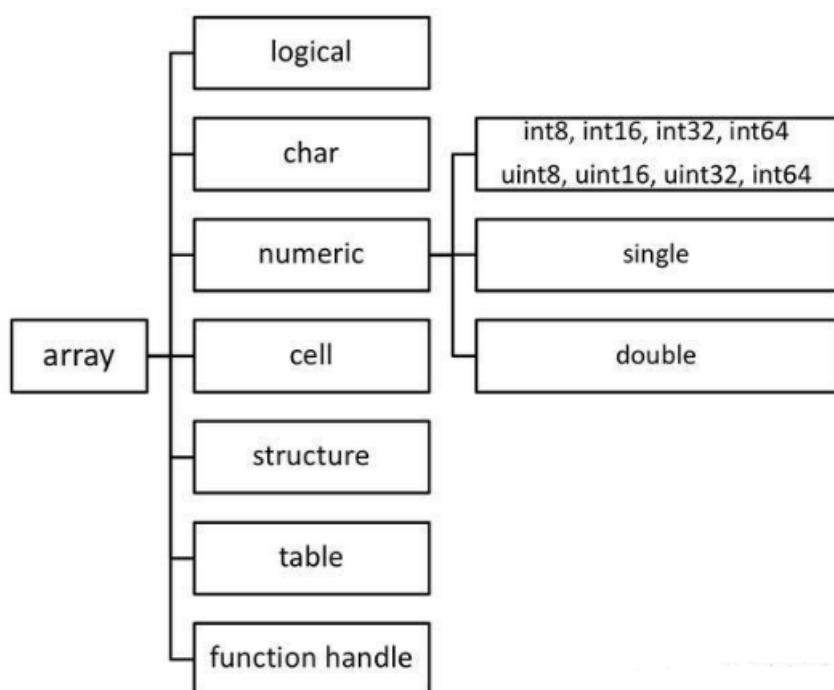 logical
char
int8, int16, int32, int64
uint8, uint16, uint32, int64
numeric
single
array
cell
double
structure
table
function handle